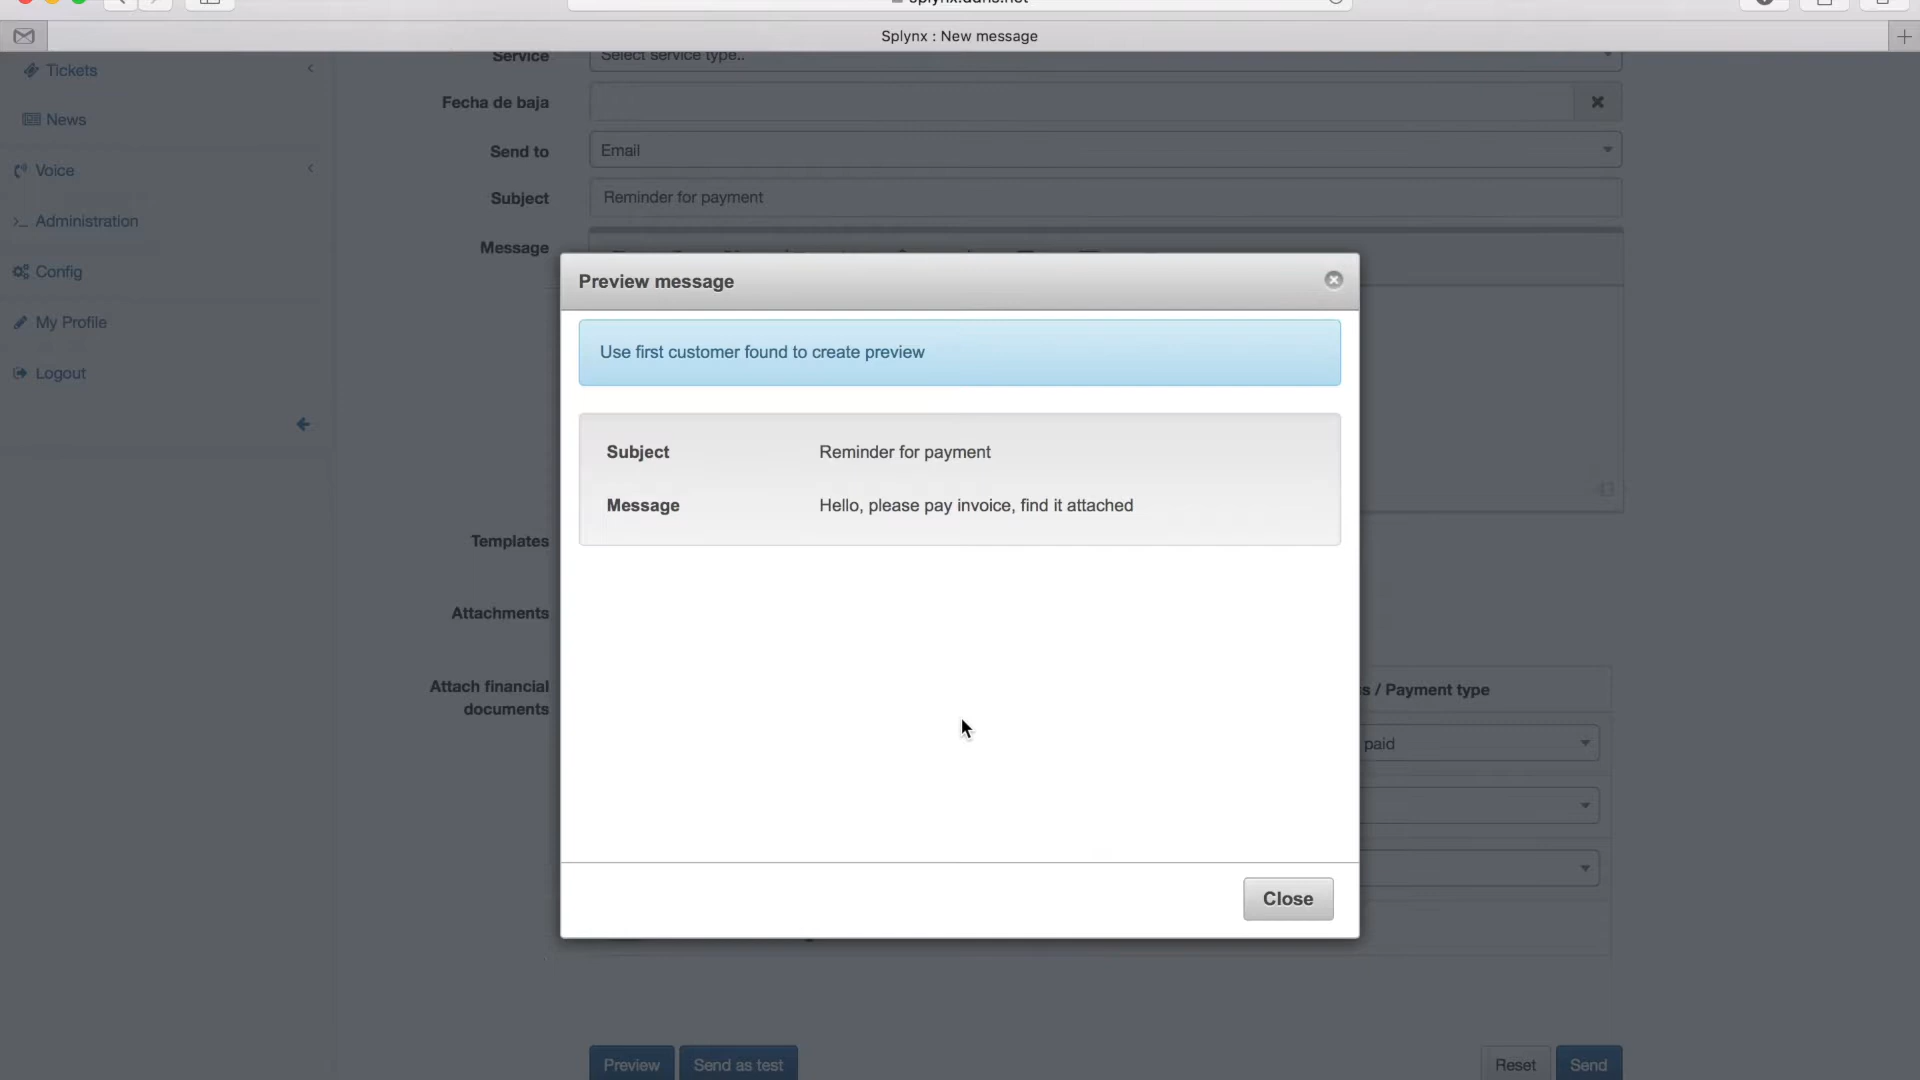 Splynx : New message
Service
Select service type..
Tickets
Fecha de baja
News
Send to
Email
Voice
Subject
Reminder for payment
Administration
Message
Config
Preview message
My Profile
Use first customer found to create preview
Logout
Subject
Reminder for payment
Message
Hello, please pay invoice, find it attached
43
Templates
Attachments
Attach financial
documents
s / Payment type
paid
Close
Preview
Send as test
Reset
Send